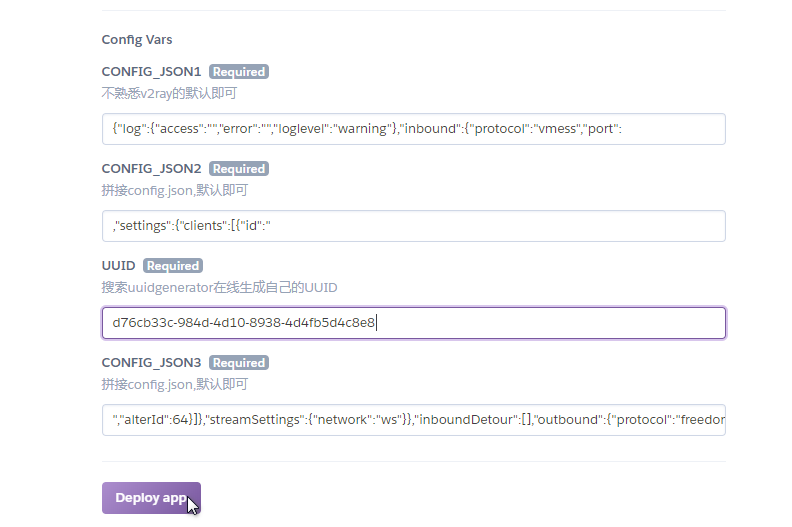 Config Vars
CONFIG_JSON1 Required
不熟悉v2ray的默认即可
{"log":{"access":"","error":"","loglevel":"warning"},"inbound":{"protocol":"vmess","port":
CONFIG_JSON2 Required
拼接config.json,默认即可
,"settings":{"clients":[{"id":"
UUID Required
搜索uuidgenerator在线生成自己的UUID
d76cb33c-984d-4d10-8938-4d4fb5d4c8e8
CONFIG_JSON3 Required
拼接config.json,默认即可
","alterId":64}]},"streamSettings":{"network":"ws"}},"inboundDetour":[],"outbound":{"protocol":"freedor
Deploy app